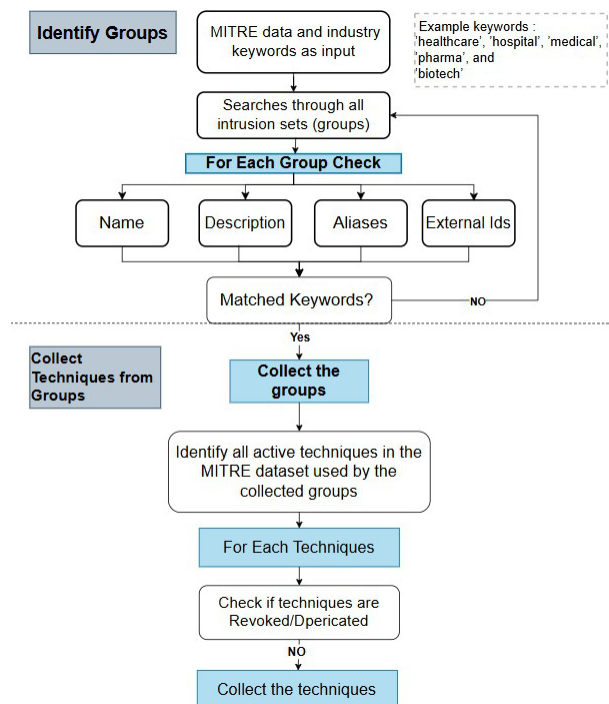 Identify Groups
MITRE data and industry
keywords as input
Example keywords :
'healthcare', 'hospital', 'medical',
'pharma', and
'biotech'
Searches through all
intrusion sets (groups)
For Each Group Check
Name
Description
Aliases
External Ids
Matched Keywords?
NO
Yes
Collect
Techniques from
Groups
Collect the
groups
Identify all active techniques in the
MITRE dataset used by the
collected groups
For Each Techniques
Check if techniques are
Revoked/Dpericated
NO
Collect the techniques